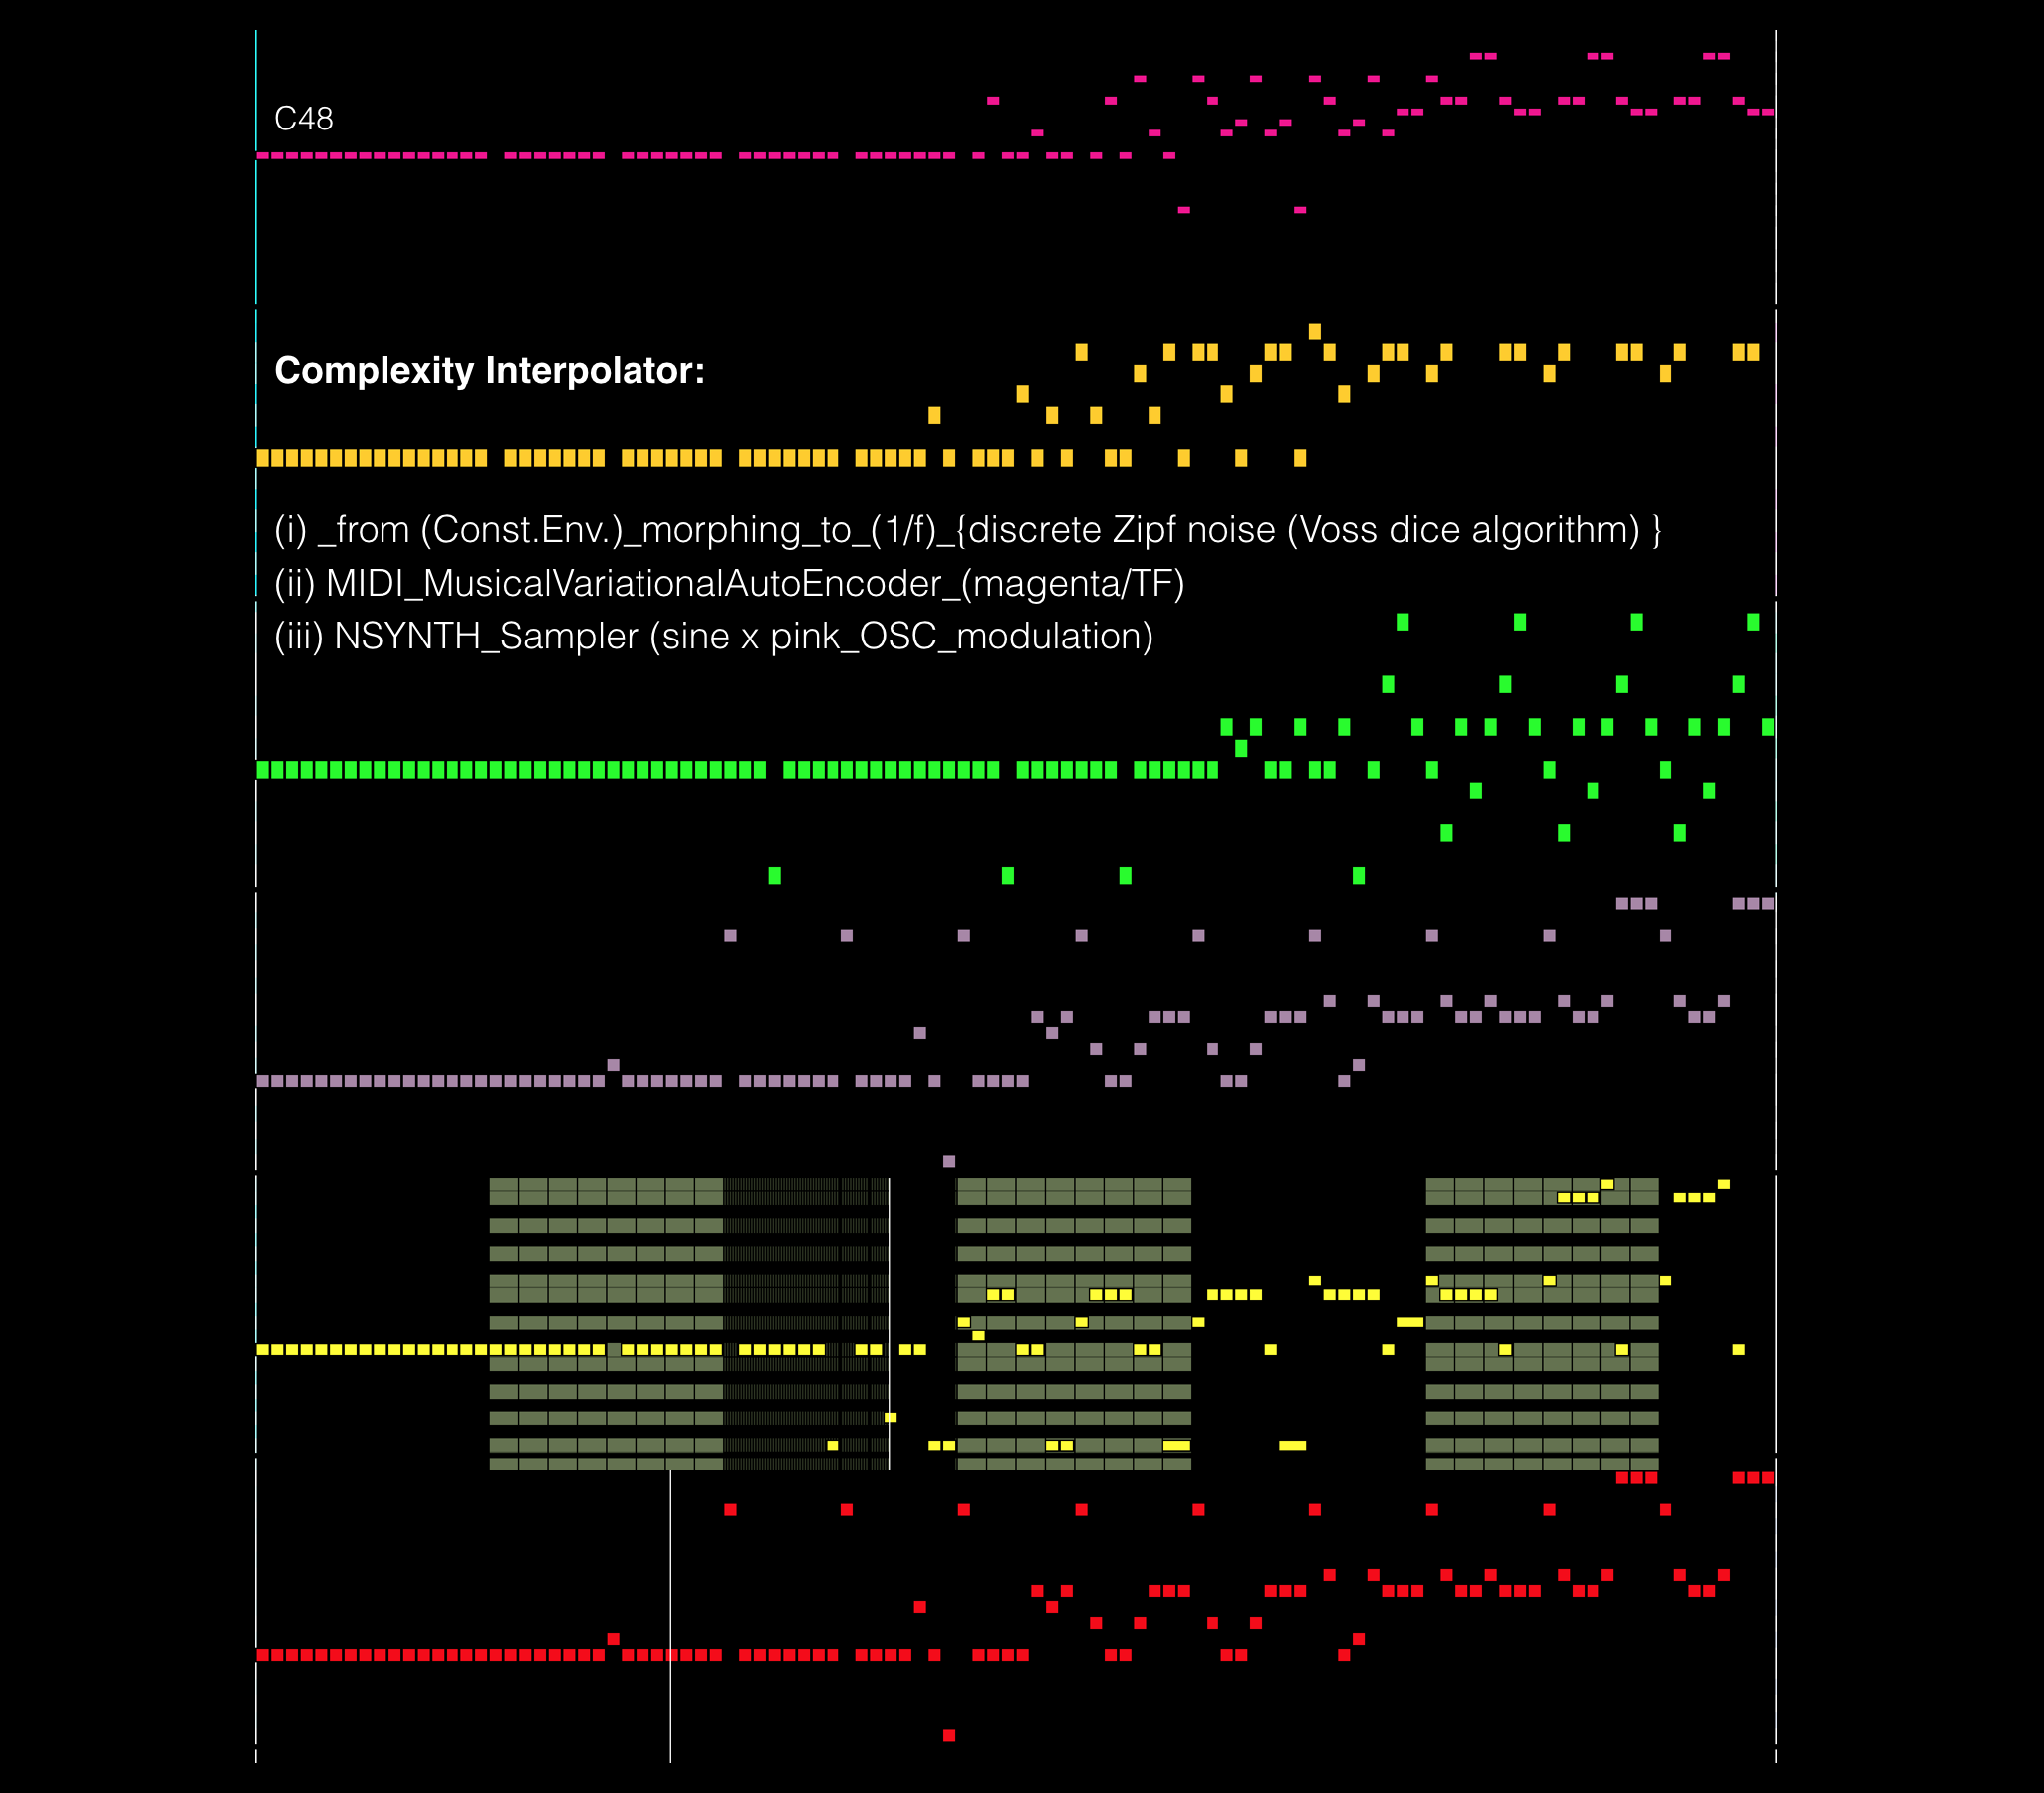 C48
Complexity Interpolator:
(i) _from (Const.Env.)_morphing_to_(1/f)_{discrete Zipf noise (Voss dice algorithm) }
(ii) MIDI_MusicalVariationalAutoEncoder_(magenta/TF)
(iii) NSYNTH_Sampler (sine x pink_OSC_modulation)